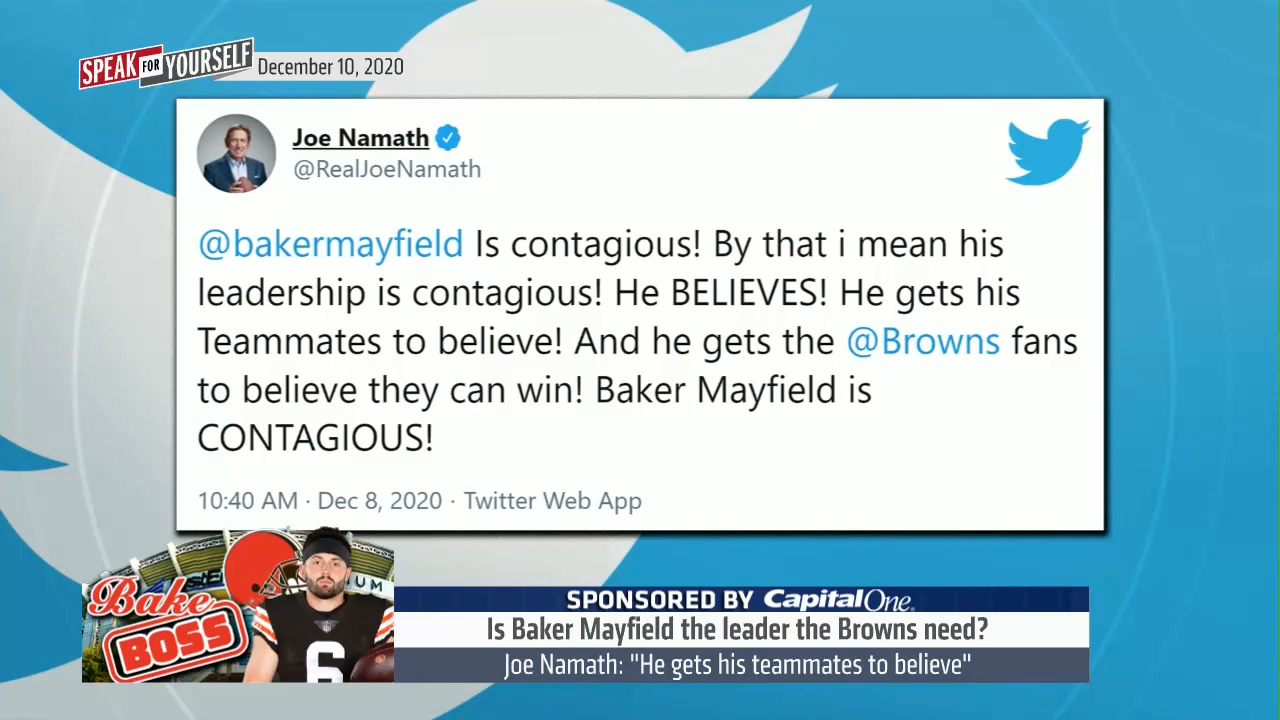 SPEAK FOR YOURSELF
December 10, 2020
Joe Namath
@RealJoeNamath
@bakermayfield Is contagious! By that i mean his
leadership is contagious! He BELIEVES! He gets his
Teammates to believe! And he gets the @Browns fans
to believe they can win! Baker Mayfield is
CONTAGIOUS!
10:40 AM · Dec 8, 2020 · Twitter Web App
Bake
BOSS
6
SPONSORED BY Capital One
Is Baker Mayfield the leader the Browns need?
Joe Namath: "He gets his teammates to believe"